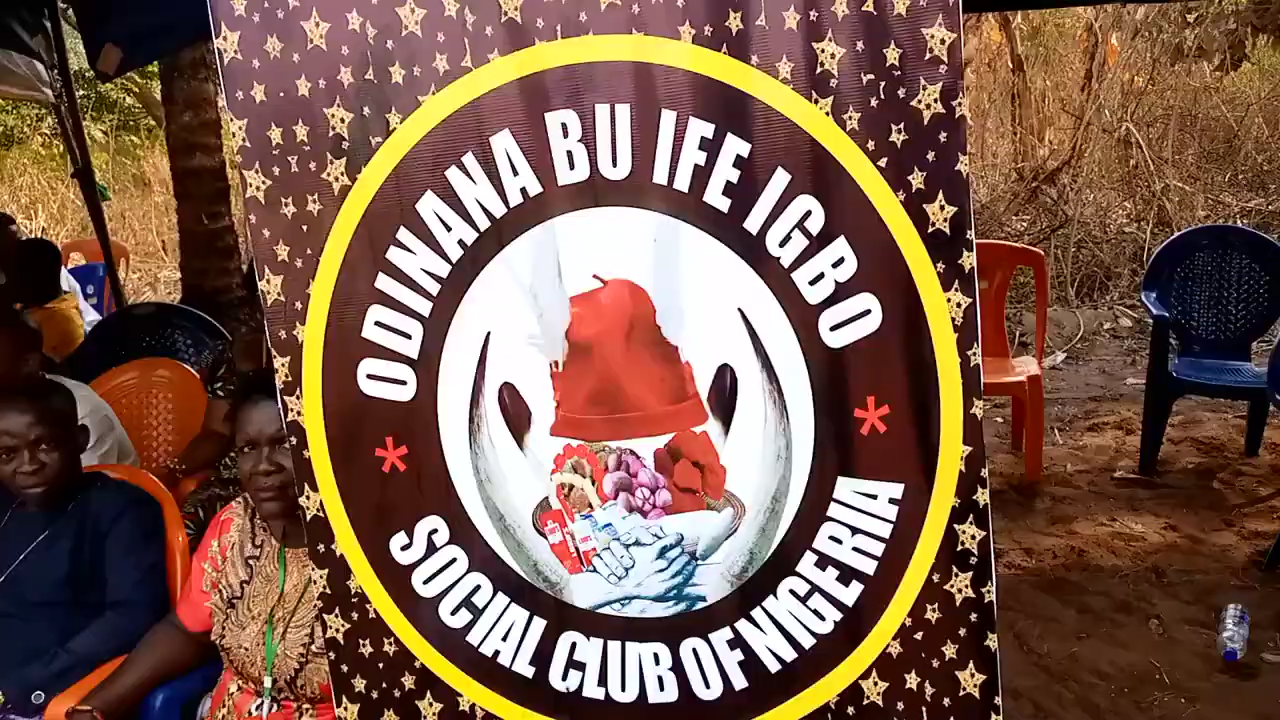 ODINANA BU IFE IGBO
* *
SOCIAL CLUB OF NIGERIA